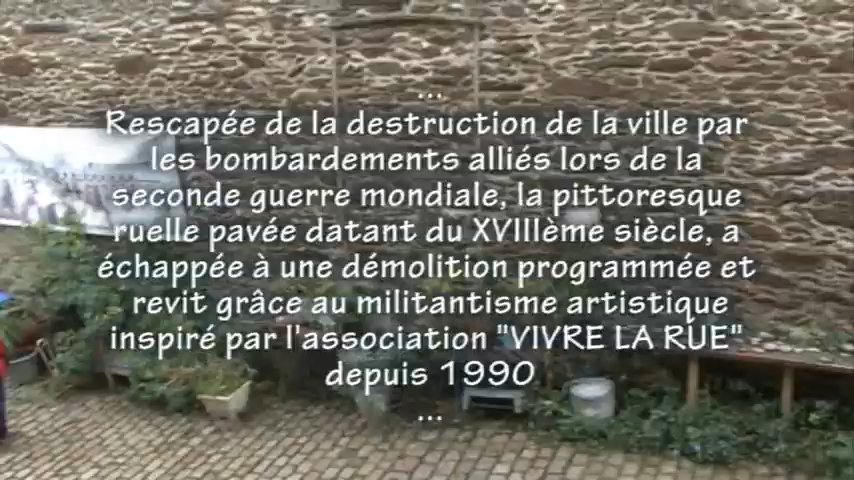 ...
Rescapée de la destruction de la ville par
les bombardements alliés lors de la
seconde guerre mondiale, la pittoresque
ruelle pavée datant du XVIIIème siècle, a
échappée à une démolition programmée et
revit grâce au militantisme artistique
inspiré par l'association "VIVRE LA RUE"
depuis 1990
...